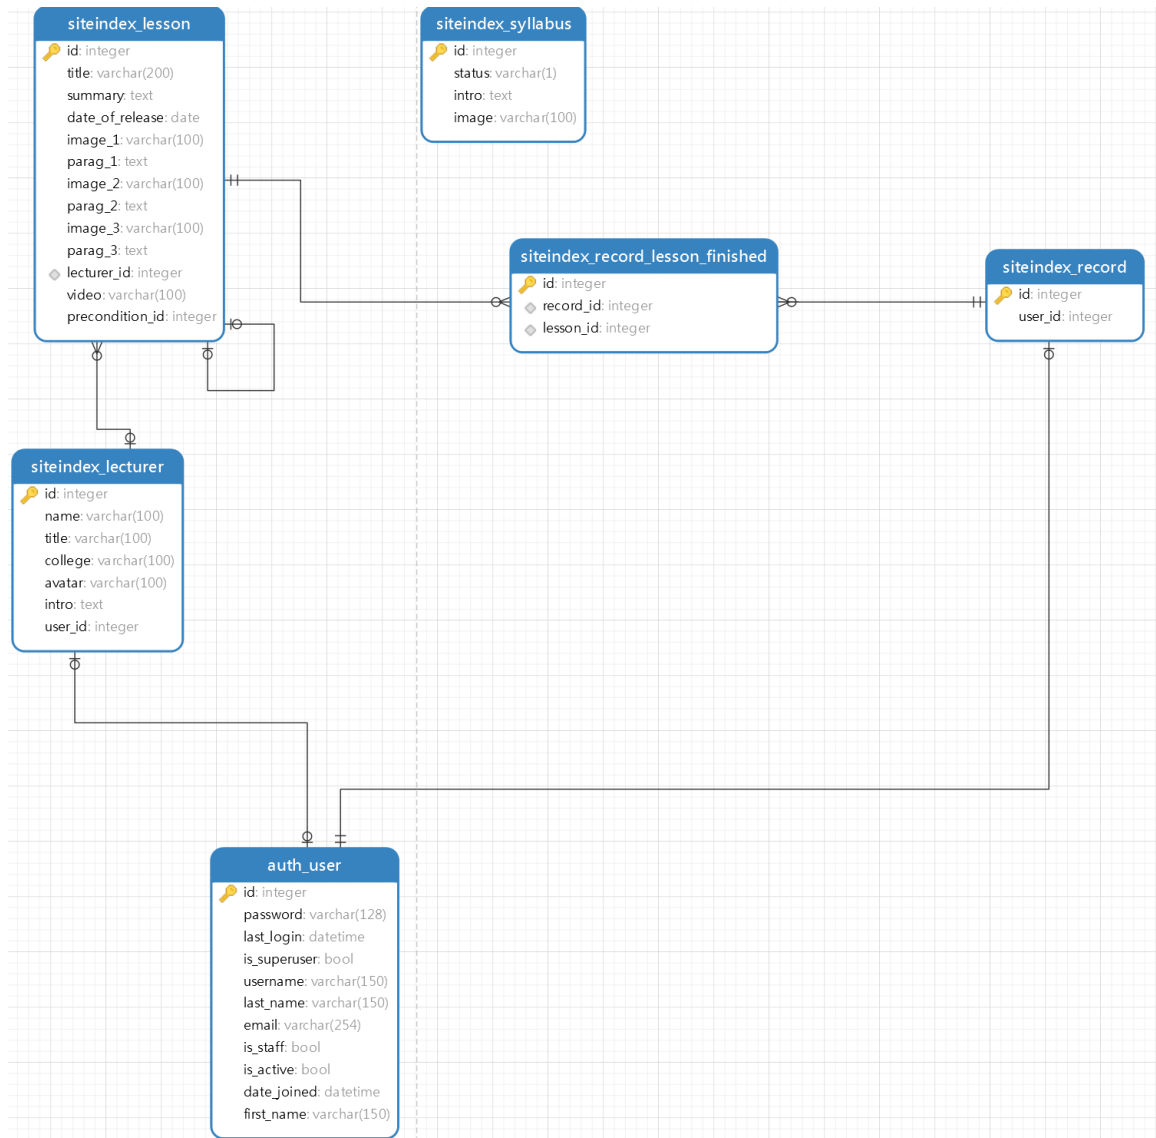 siteindex_lesson
id: integer
title: varchar(200)
summary: text
date_of_release: date
image_1: varchar(100)
parag_1: text
image_2: varchar(100)
parag_2: text
image_3: varchar(100)
parag_3: text
lecturer_id: integer
video: varchar(100)
precondition_id: integer
siteindex_syllabus
id: integer
status: varchar(1)
intro: text
image: varchar(100)
siteindex_record_lesson_finished
id: integer
record_id: integer
lesson_id: integer
siteindex_record
id: integer
user_id: integer
siteindex_lecturer
id: integer
name: varchar(100)
title: varchar(100)
college: varchar(100)
avatar: varchar(100)
intro: text
user_id: integer
auth_user
id: integer
password: varchar(128)
last_login: datetime
is_superuser: bool
username: varchar(150)
last_name: varchar(150)
email: varchar(254)
is_staff: bool
is_active: bool
date_joined: datetime
first_name: varchar(150)